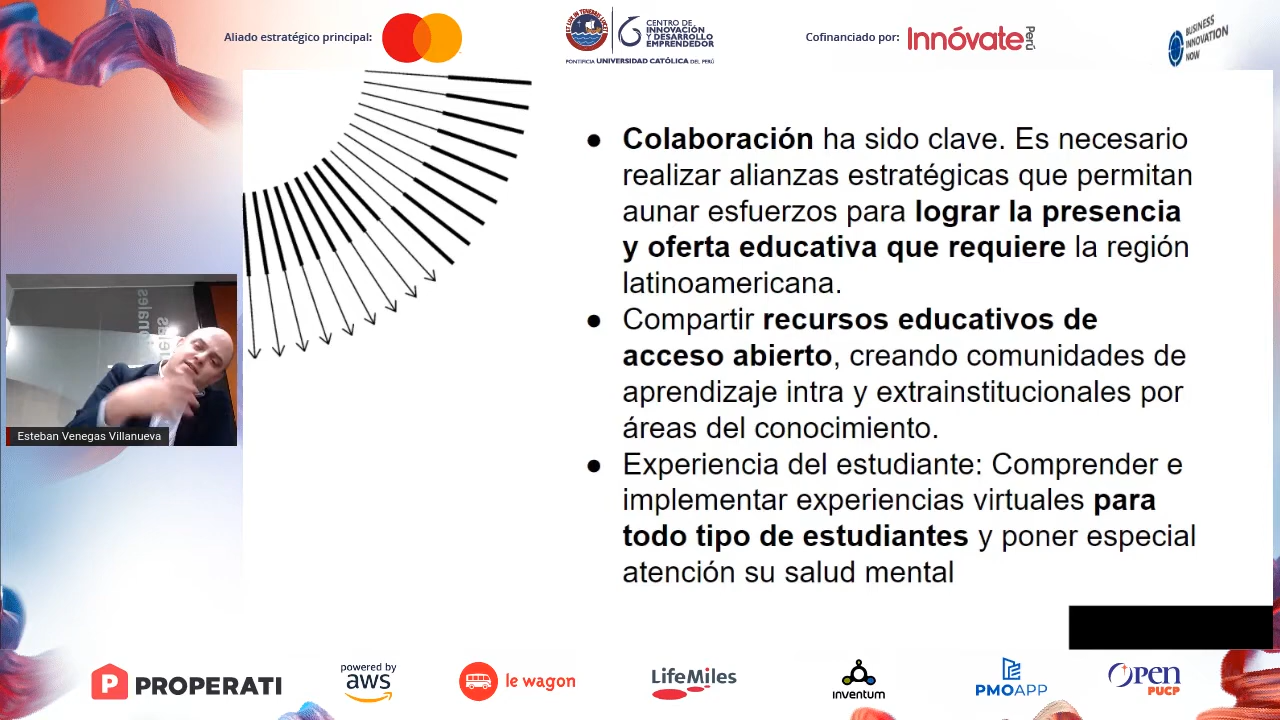 Aliado estratégico principal:
CENTRO DE
INNOVACIÓN
Y DESARROLLO
EMPRENDEDOR
PONTIFICIA UNIVERSIDAD CATÓLICA DEL PERÚ
Cofinanciado por:
Innóvate Perú
BUSINESS
INNOVATION
NOW
● Colaboración ha sido clave. Es necesario
realizar alianzas estratégicas que permitan
aunar esfuerzos para lograr la presencia
y oferta educativa que requiere la región
latinoamericana.
● Compartir recursos educativos de
acceso abierto, creando comunidades de
aprendizaje intra y extrainstitucionales por
áreas del conocimiento.
● Experiencia del estudiante: Comprender e
implementar experiencias virtuales para
todo tipo de estudiantes y poner especial
atención su salud mental
Esteban Venegas Villanueva
PROPERATI
powered by
aws
le wagon
LifeMiles
INVENTUM
PMOAPP
OPEN
PUCP